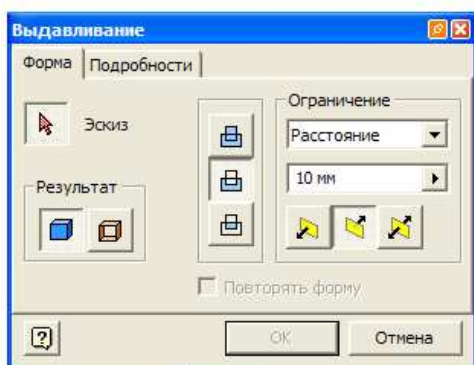 Выдавливание
Форма Подробности
Эскиз
Ограничение
Расстояние
Результат
10 мм
Повторять форму
?
OK Отмена